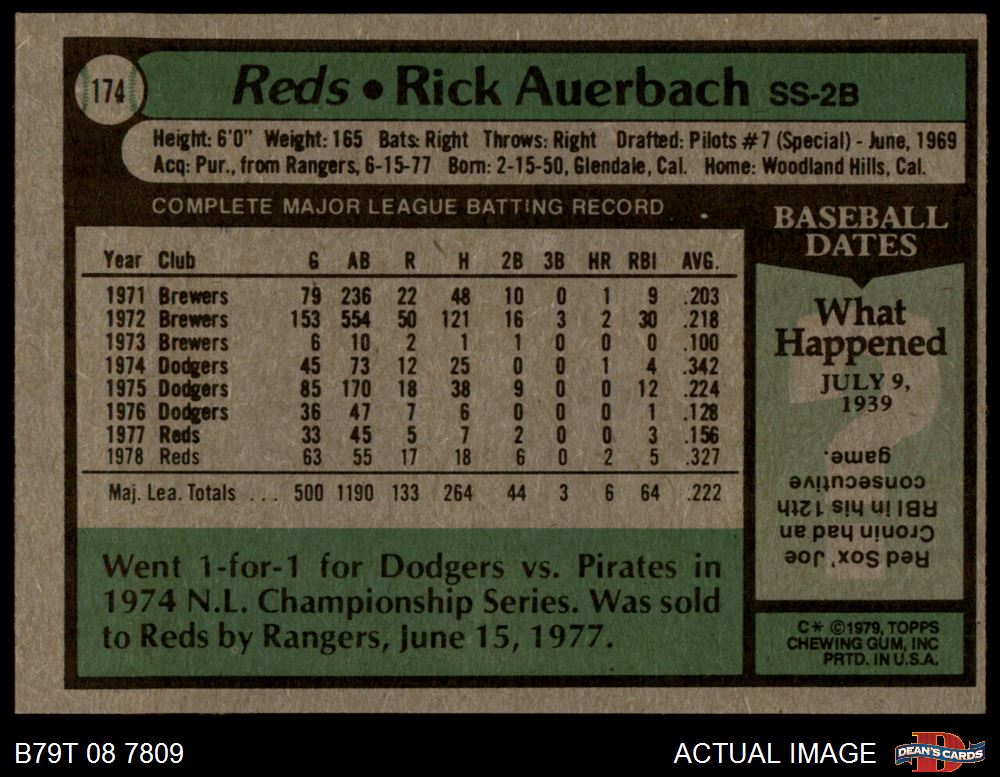 174
Reds • Rick Auerbach SS-2B
Height: 6'0" Weight: 165 Bats: Right Throws: Right Drafted: Pilots #7 (Special) - June, 1969
Acq: Pur., from Rangers, 6-15-77 Born: 2-15-50, Glendale, Cal. Home: Woodland Hills, Cal.
COMPLETE MAJOR LEAGUE BATTING RECORD
Year Club G AB R H 2B 3B HR RBI AVG.
1971 Brewers 79 236 22 48 10 0 1 9 .203
1972 Brewers 153 554 50 121 16 3 2 30 .218
1973 Brewers 6 10 2 1 1 0 0 0 .100
1974 Dodgers 45 73 12 25 0 0 1 4 .342
1975 Dodgers 85 170 18 38 9 0 0 12 .224
1976 Dodgers 36 47 7 6 0 0 0 1 .128
1977 Reds 33 45 5 7 2 0 0 3 .156
1978 Reds 63 55 17 18 6 0 2 5 .327
Maj. Lea. Totals ... 500 1190 133 264 44 3 6 64 .222
Went 1-for-1 for Dodgers vs. Pirates in
1974 N.L. Championship Series. Was sold
to Reds by Rangers, June 15, 1977.
BASEBALL
DATES
What
Happened
JULY 9,
1939
Red Sox' Joe
Cronin had an
RBI in his 12th
consecutive
game.
C* ©1979, TOPPS
CHEWING GUM, INC
PRTD. IN U.S.A.
B79T 08 7809
ACTUAL IMAGE
D
DEAN'S CARDS